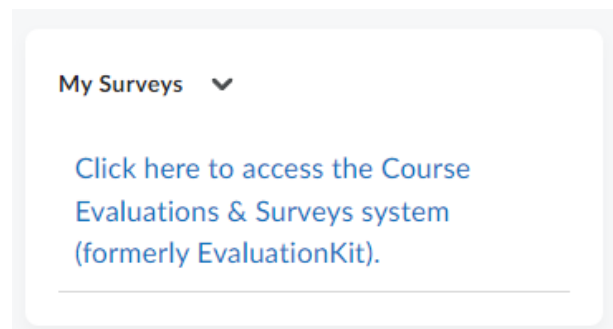 My Surveys
Click here to access the Course
Evaluations & Surveys system
(formerly EvaluationKit).